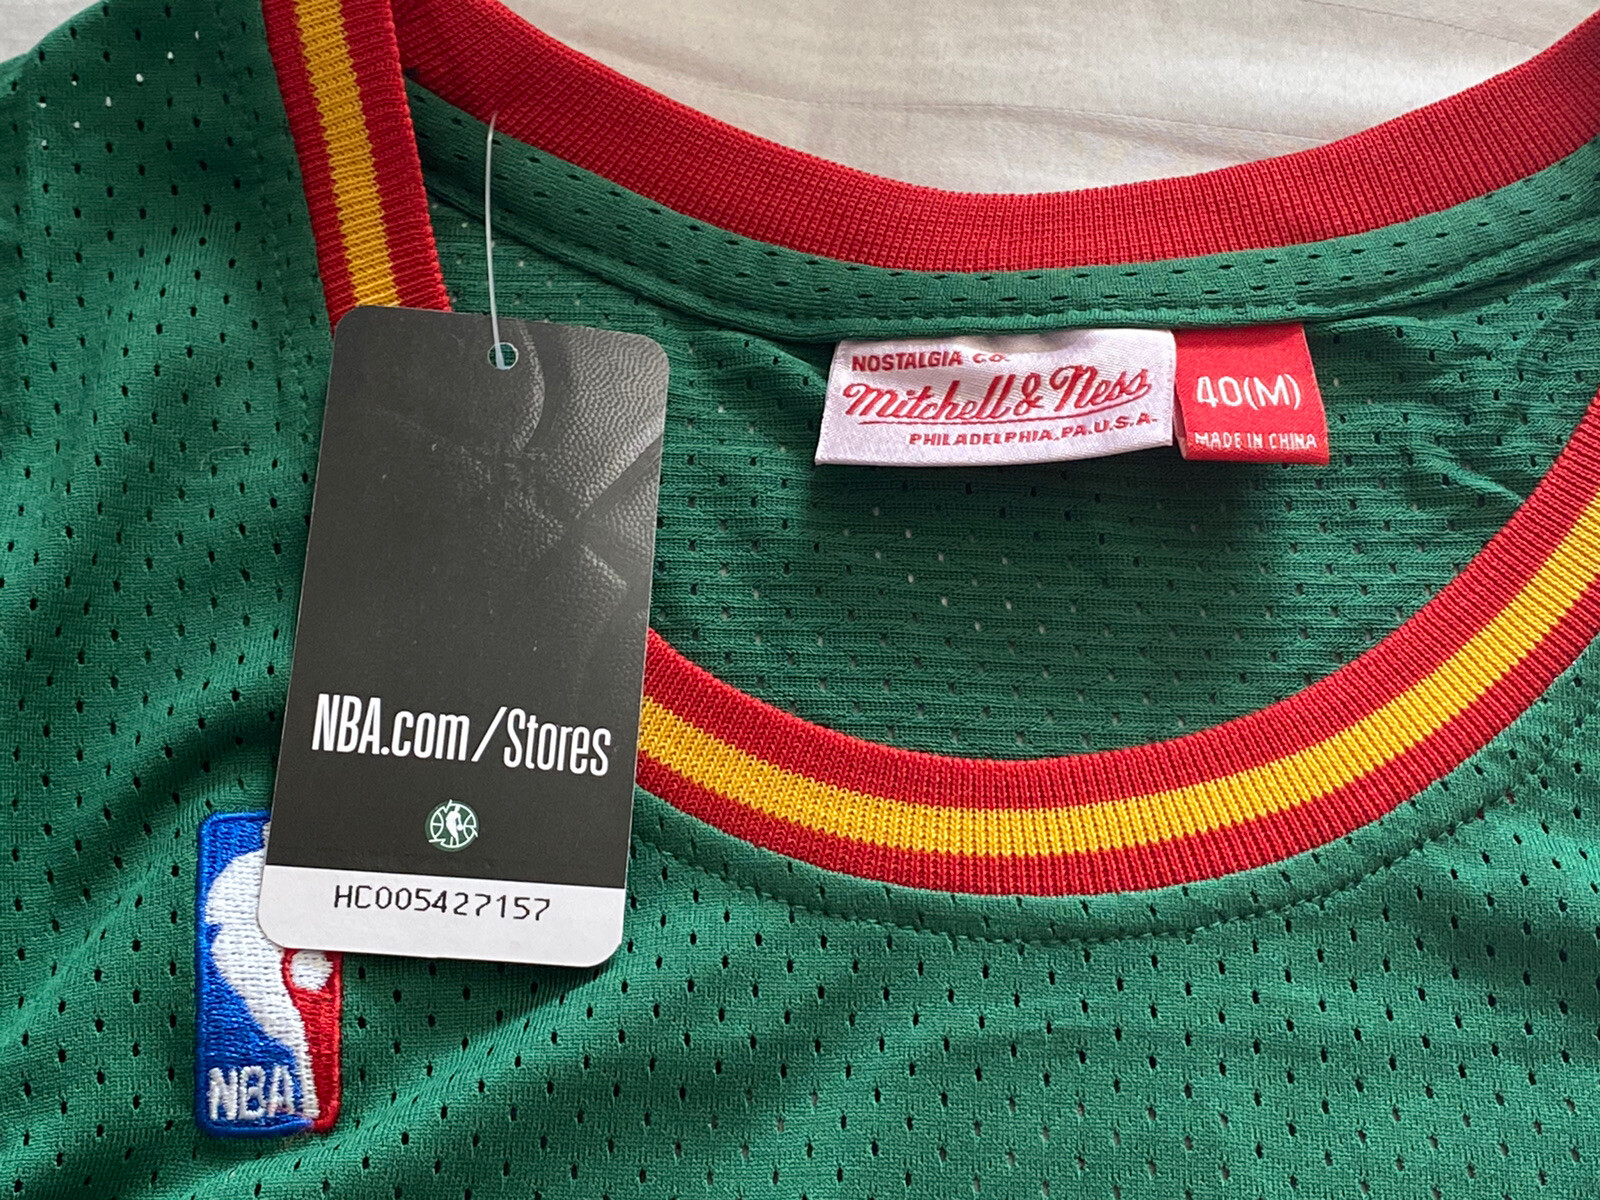 NOSTALGIA CO.
Mitchell & Ness
PHILADELPHIA, PA. U.S.A.
40(M)
MADE IN CHINA
NBA.com/Stores
HC005427157
NBA